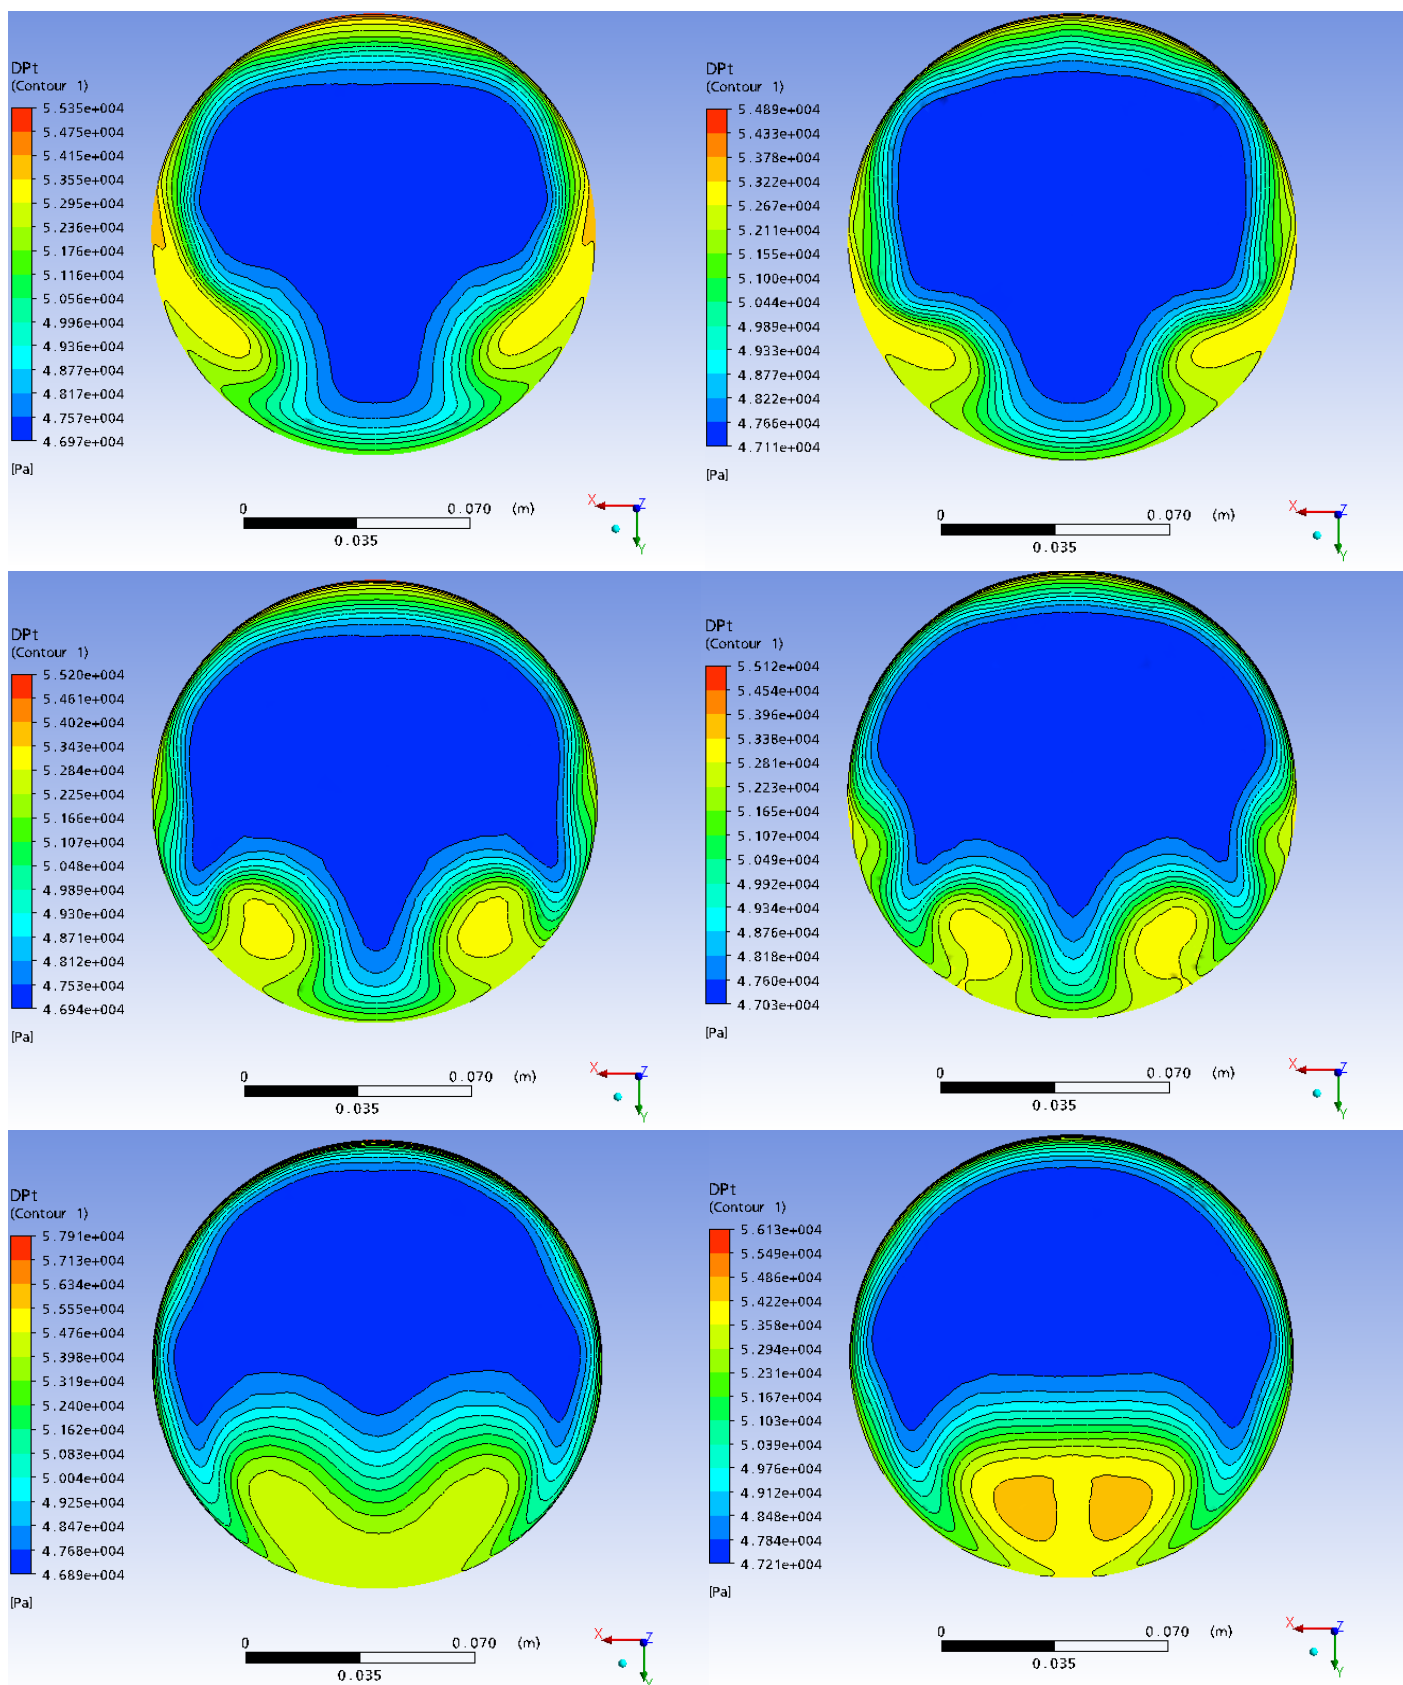 DPt
(Contour 1)
5.535e+004
5.475e+004
5.415e+004
5.355e+004
5.295e+004
5.236e+004
5.176e+004
5.116e+004
5.056e+004
4.996e+004
4.936e+004
4.877e+004
4.817e+004
4.757e+004
4.697e+004
[Pa]
0 0.070 (m)
0.035
X Z
Y
DPt
(Contour 1)
5.489e+004
5.433e+004
5.378e+004
5.322e+004
5.267e+004
5.211e+004
5.155e+004
5.100e+004
5.044e+004
4.989e+004
4.933e+004
4.877e+004
4.822e+004
4.766e+004
4.711e+004
[Pa]
0 0.070 (m)
0.035
X Z
Y
DPt
(Contour 1)
5.520e+004
5.461e+004
5.402e+004
5.343e+004
5.284e+004
5.225e+004
5.166e+004
5.107e+004
5.048e+004
4.989e+004
4.930e+004
4.871e+004
4.812e+004
4.753e+004
4.694e+004
[Pa]
0 0.070 (m)
0.035
X Z
Y
DPt
(Contour 1)
5.512e+004
5.454e+004
5.396e+004
5.338e+004
5.281e+004
5.223e+004
5.165e+004
5.107e+004
5.049e+004
4.992e+004
4.934e+004
4.876e+004
4.818e+004
4.760e+004
4.703e+004
[Pa]
0 0.070 (m)
0.035
X Z
Y
DPt
(Contour 1)
5.791e+004
5.713e+004
5.634e+004
5.555e+004
5.476e+004
5.398e+004
5.319e+004
5.240e+004
5.162e+004
5.083e+004
5.004e+004
4.925e+004
4.847e+004
4.768e+004
4.689e+004
[Pa]
0 0.070 (m)
0.035
X Z
Y
DPt
(Contour 1)
5.613e+004
5.549e+004
5.486e+004
5.422e+004
5.358e+004
5.294e+004
5.231e+004
5.167e+004
5.103e+004
5.039e+004
4.976e+004
4.912e+004
4.848e+004
4.784e+004
4.721e+004
[Pa]
0 0.070 (m)
0.035
X Z
Y